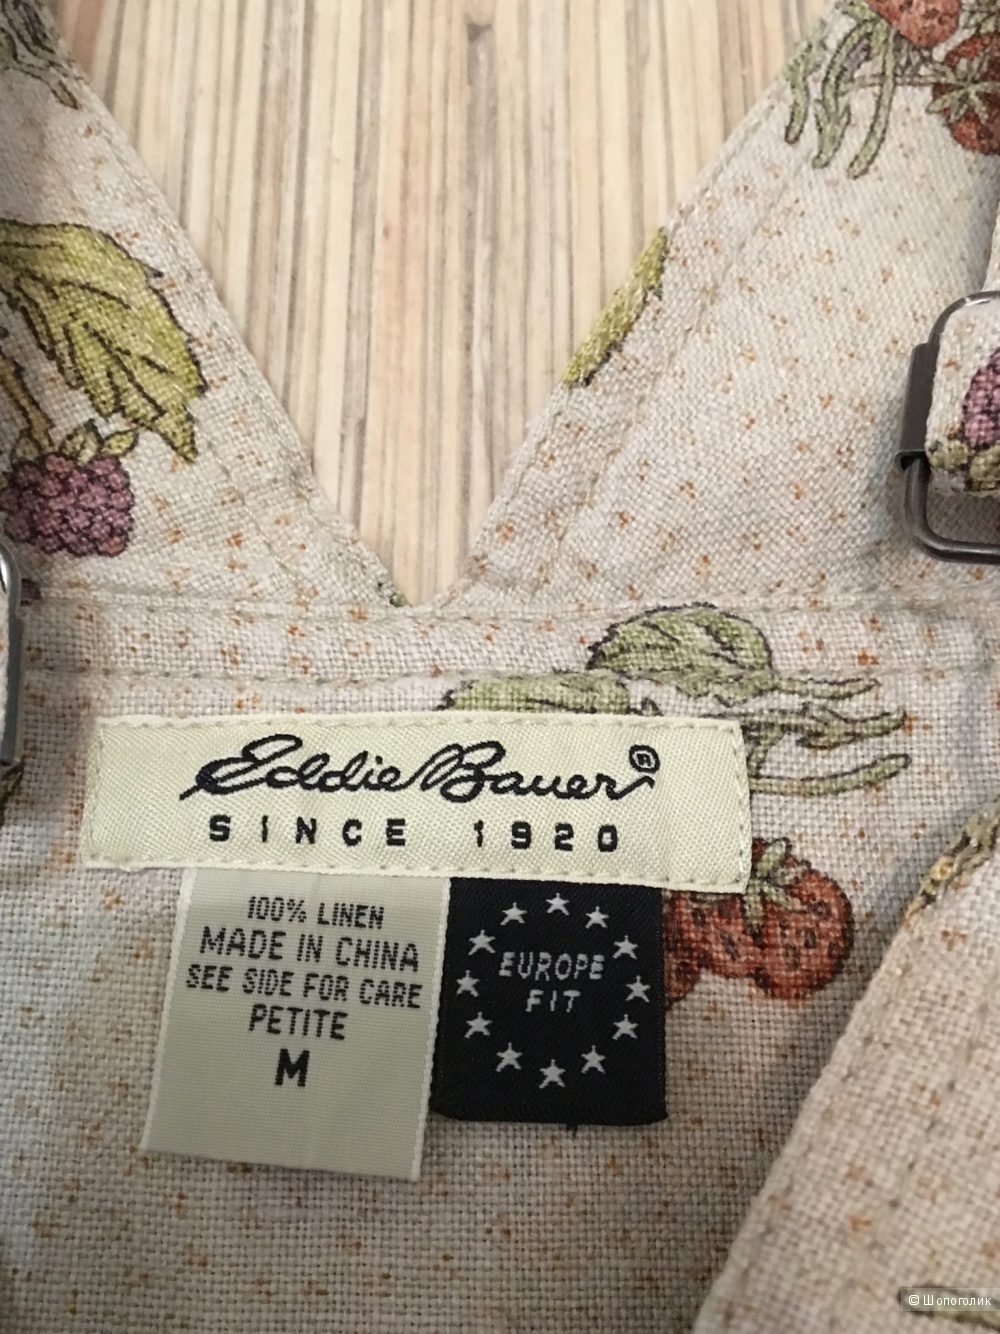 Eddie Bauer®
SINCE 1920
100% LINEN
MADE IN CHINA
SEE SIDE FOR CARE
PETITE
M
EUROPE
FIT
© Шопоголик